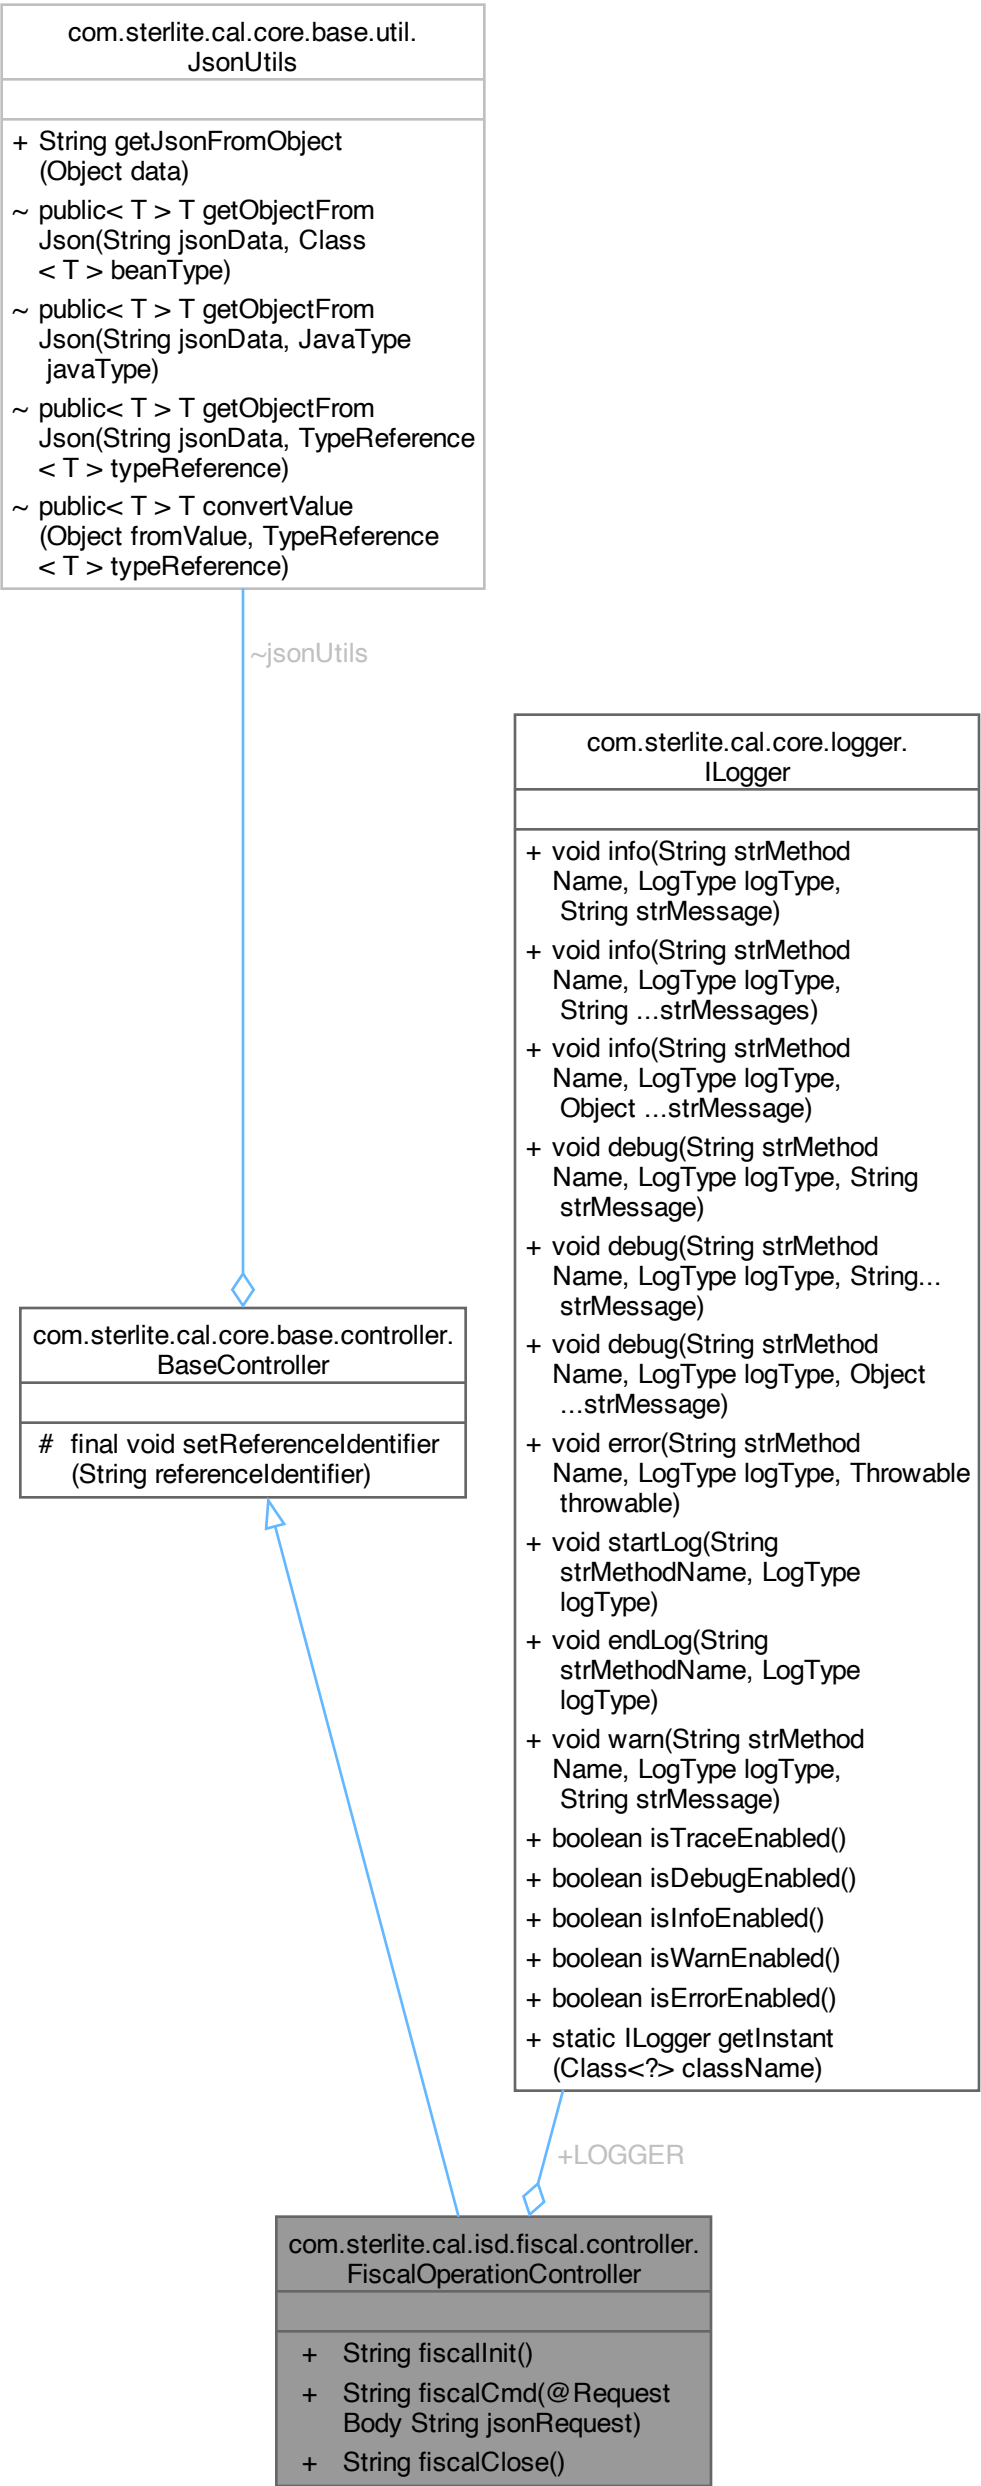 com.sterlite.cal.core.base.util.
JsonUtils
+ String getJsonFromObject
(Object data)
~ public< T > T getObjectFrom
Json(String jsonData, Class
< T > beanType)
~ public< T > T getObjectFrom
Json(String jsonData, JavaType
javaType)
~ public< T > T getObjectFrom
Json(String jsonData, TypeReference
< T > typeReference)
~ public< T > T convertValue
(Object fromValue, TypeReference
< T > typeReference)
~jsonUtils
com.sterlite.cal.core.logger.
ILogger
+ void info(String strMethod
Name, LogType logType,
String strMessage)
+ void info(String strMethod
Name, LogType logType,
String ...strMessages)
+ void info(String strMethod
Name, LogType logType,
Object ...strMessage)
+ void debug(String strMethod
Name, LogType logType, String
strMessage)
+ void debug(String strMethod
Name, LogType logType, String...
strMessage)
+ void debug(String strMethod
Name, LogType logType, Object
...strMessage)
+ void error(String strMethod
Name, LogType logType, Throwable
throwable)
+ void startLog(String
strMethodName, LogType
logType)
+ void endLog(String
strMethodName, LogType
logType)
+ void warn(String strMethod
Name, LogType logType,
String strMessage)
+ boolean isTraceEnabled()
+ boolean isDebugEnabled()
+ boolean isInfoEnabled()
+ boolean isWarnEnabled()
+ boolean isErrorEnabled()
+ static ILogger getInstant
(Class<?> className)
com.sterlite.cal.core.base.controller.
BaseController
# final void setReferenceIdentifier
(String referenceIdentifier)
+LOGGER
com.sterlite.cal.isd.fiscal.controller.
FiscalOperationController
+ String fiscalInit()
+ String fiscalCmd(@Request
Body String jsonRequest)
+ String fiscalClose()